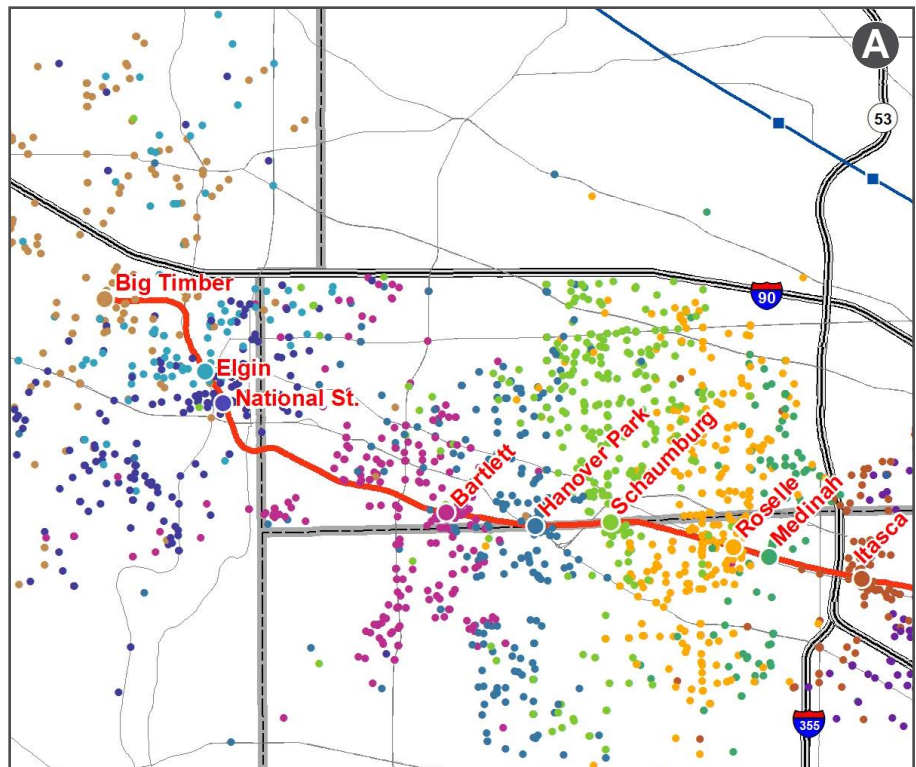 A
53
Big Timber
90
Elgin
National St.
Bartlett
Hanover Park
Schaumburg
Roselle
Medinah
Itasca
355